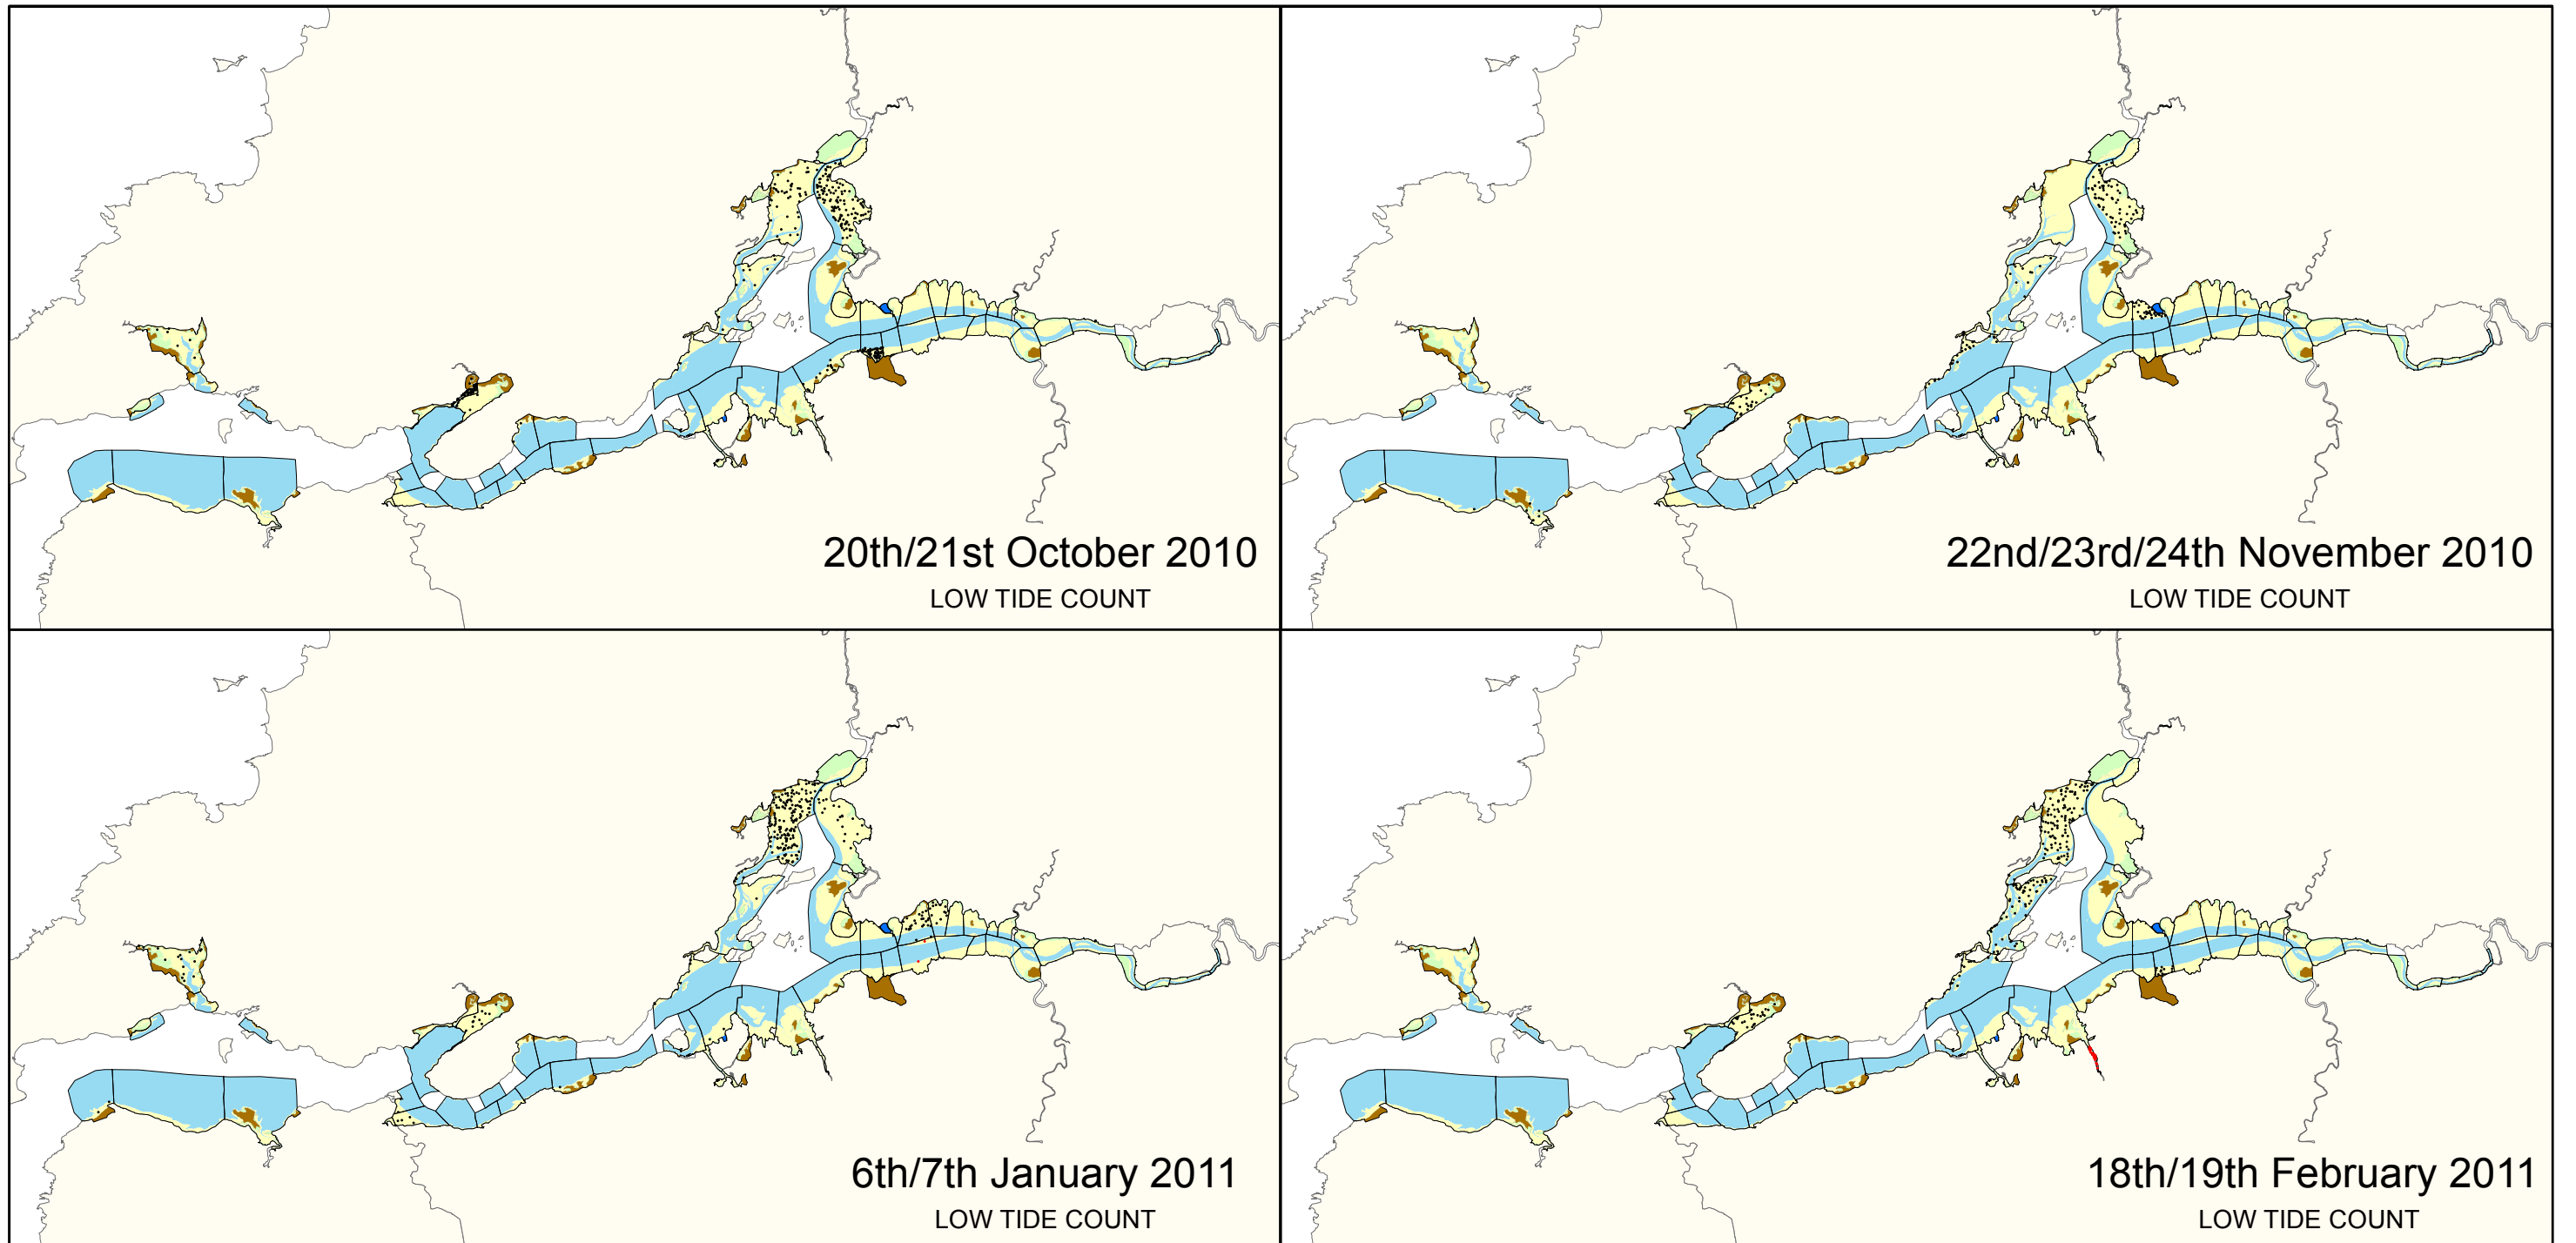 20th/21st October 2010
LOW TIDE COUNT
22nd/23rd/24th November 2010
LOW TIDE COUNT
6th/7th January 2011
LOW TIDE COUNT
18th/19th February 2011
LOW TIDE COUNT